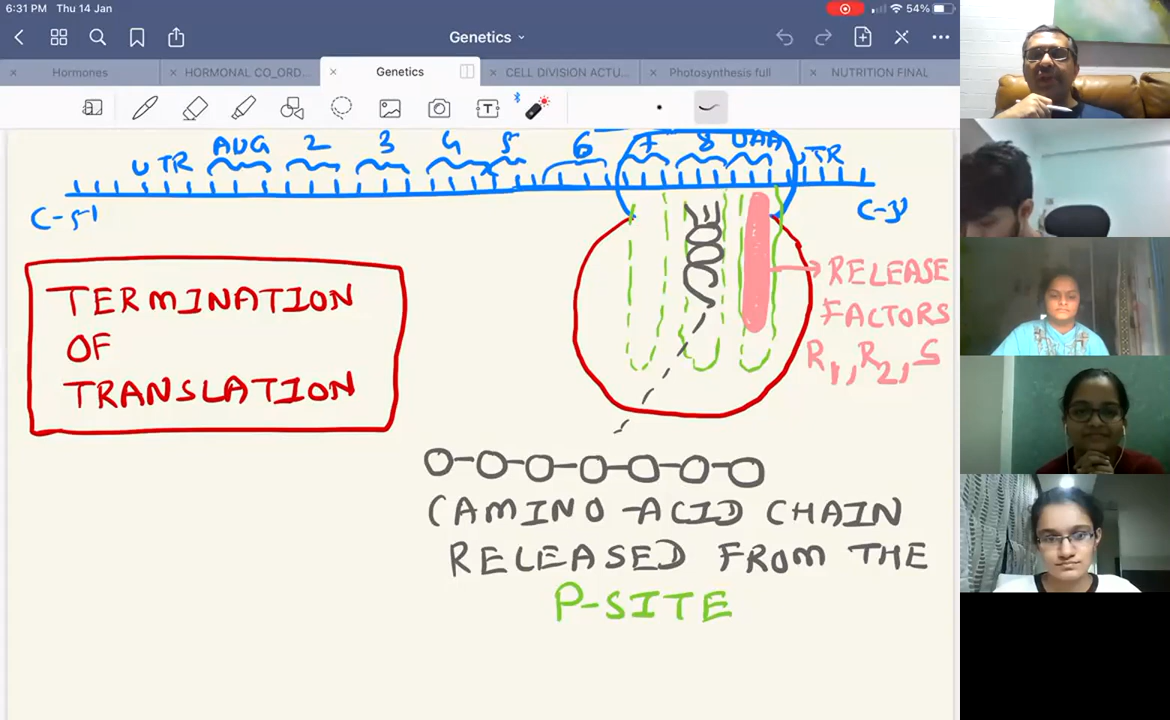 6:31 PM Thu 14 Jan
54%
Genetics
Hormones
HORMONAL CO_ORD...
Genetics
CELL DIVISION ACTU...
Photosynthesis full
NUTRITION FINAL
UTR AUG 2 3 4 5 6 7 8 UAA UTR
C-5'
C-3'
TERMINATION
OF
TRANSLATION
RELEASE
FACTORS
R1, R2, S
(AMINO-ACID CHAIN
RELEASED FROM THE
P-SITE